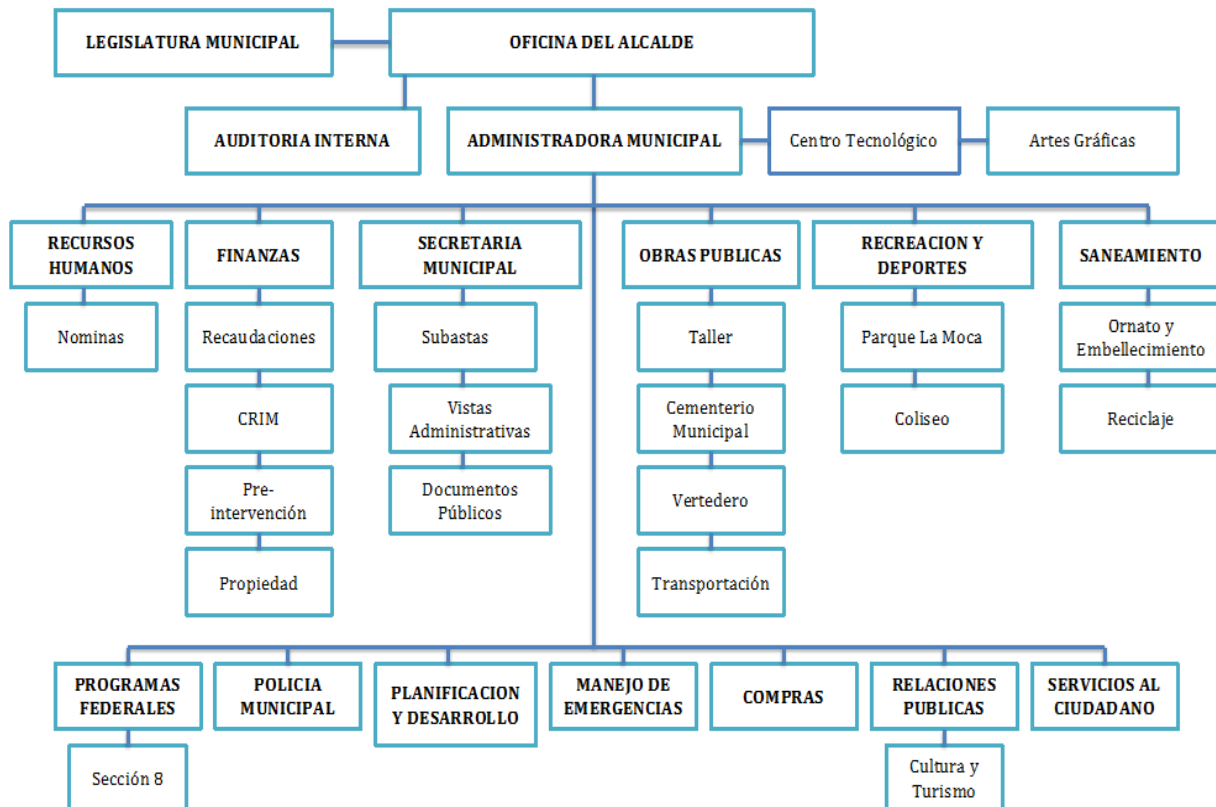 LEGISLATURA MUNICIPAL
OFICINA DEL ALCALDE
AUDITORIA INTERNA
ADMINISTRADORA MUNICIPAL
Centro Tecnológico
Artes Gráficas
RECURSOS
HUMANOS
FINANZAS
SECRETARIA
MUNICIPAL
OBRAS PUBLICAS
RECREACION Y
DEPORTES
SANEAMIENTO
Nominas
Recaudaciones
Subastas
Taller
Parque La Moca
Ornato y
Embellecimiento
CRIM
Vistas
Administrativas
Cementerio
Municipal
Coliseo
Reciclaje
Pre-
intervención
Documentos
Públicos
Vertedero
Propiedad
Transportación
PROGRAMAS
FEDERALES
POLICIA
MUNICIPAL
PLANIFICACION
Y DESARROLLO
MANEJO DE
EMERGENCIAS
COMPRAS
RELACIONES
PUBLICAS
SERVICIOS AL
CIUDADANO
Sección 8
Cultura y
Turismo